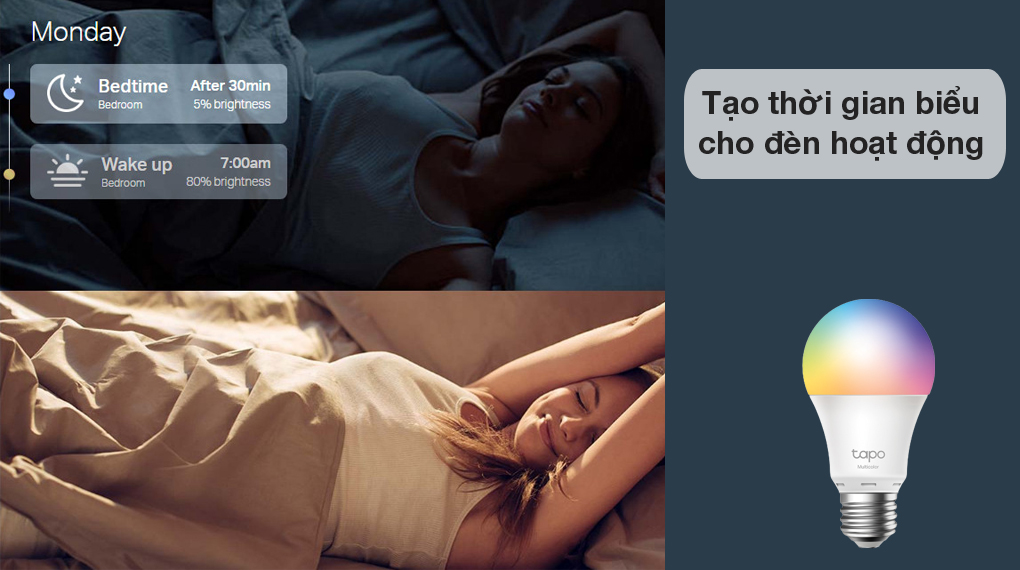 Monday
Bedtime After 30min
Bedroom 5% brightness
Wake up 7:00am
Bedroom 80% brightness
Tạo thời gian biểu
cho đèn hoạt động
tapo
Multicolor